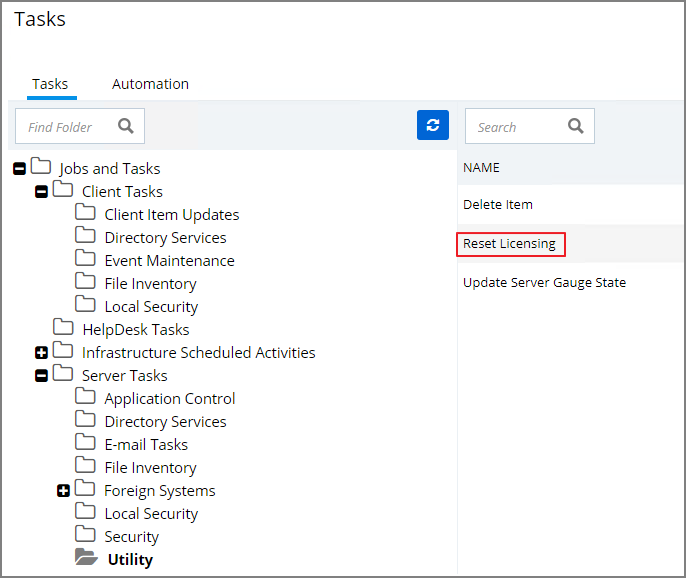 Tasks
Tasks
Automation
Find Folder
Search
Jobs and Tasks
Client Tasks
Client Item Updates
Directory Services
Event Maintenance
File Inventory
Local Security
HelpDesk Tasks
Infrastructure Scheduled Activities
Server Tasks
Application Control
Directory Services
E-mail Tasks
File Inventory
Foreign Systems
Local Security
Security
Utility
NAME
Delete Item
Reset Licensing
Update Server Gauge State